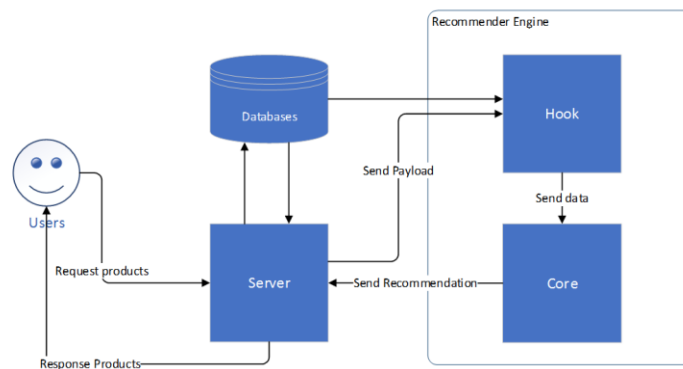 Recommender Engine
Databases
Hook
Send Payload
Send data
Users
Request products
Server
Send Recommendation
Core
Response Products